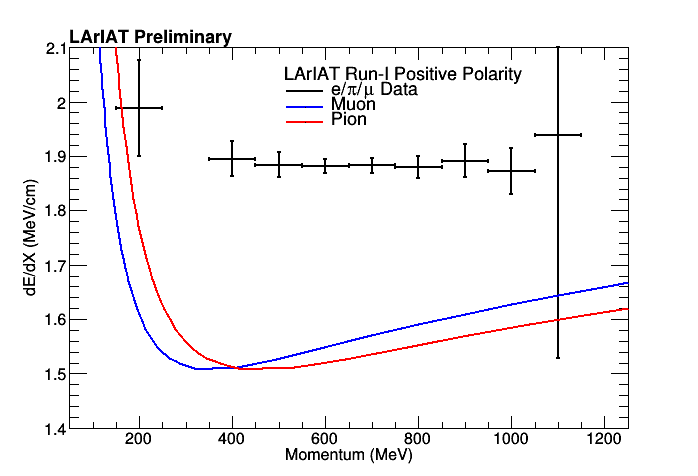 LArIAT Preliminary
LArIAT Run-I Positive Polarity
e/π/μ Data
Muon
Pion
dE/dX (MeV/cm)
2.1
2
1.9
1.8
1.7
1.6
1.5
1.4
200 400 600 800 1000 1200
Momentum (MeV)